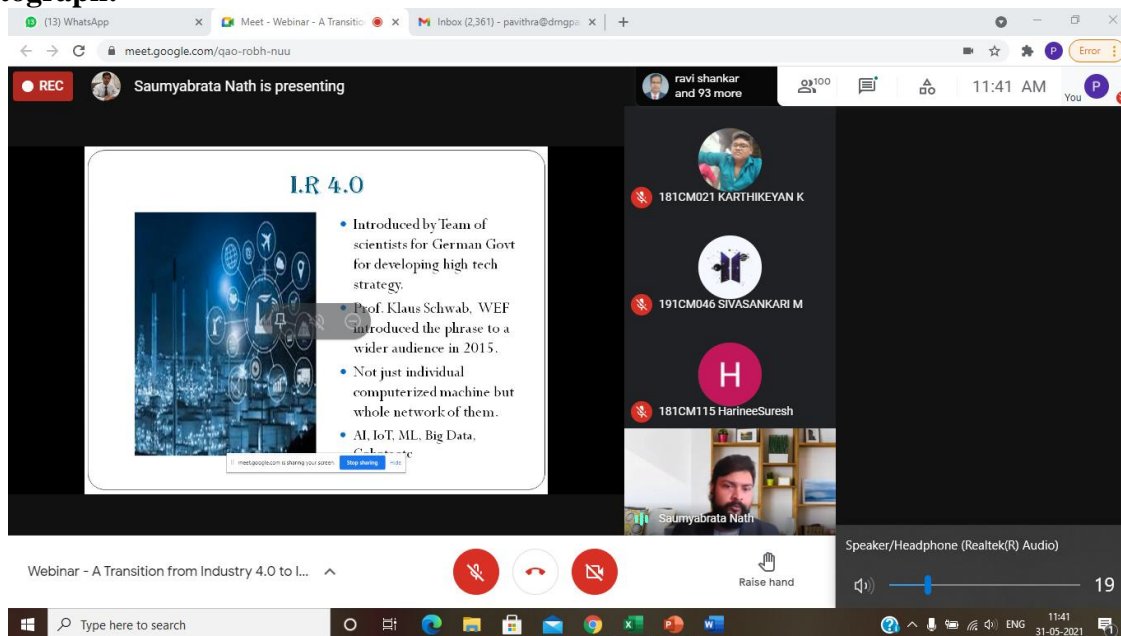 tograph:
(13) WhatsApp
Meet - Webinar - A Transitio
Inbox (2,361) - pavithra@drngpa
meet.google.com/qao-robh-nuu
P
Error
REC
Saumyabrata Nath is presenting
ravi shankar
and 93 more
100
11:41 AM
You
P
I.R 4.0
• Introduced by Team of
scientists for German Govt
for developing high tech
strategy.
• Prof. Klaus Schwab, WEF
introduced the phrase to a
wider audience in 2015.
• Not just individual
computerized machine but
whole network of them.
• AI, IoT, ML, Big Data,
meet.google.com is sharing your screen.
Stop sharing
Hide
181CM021 KARTHIKEYAN K
191CM046 SIVASANKARI M
H
181CM115 HarineeSuresh
Saumyabrata Nath
Webinar - A Transition from Industry 4.0 to I...
Raise hand
Speaker/Headphone (Realtek(R) Audio)
19
Type here to search
ENG
11:41
31-05-2021